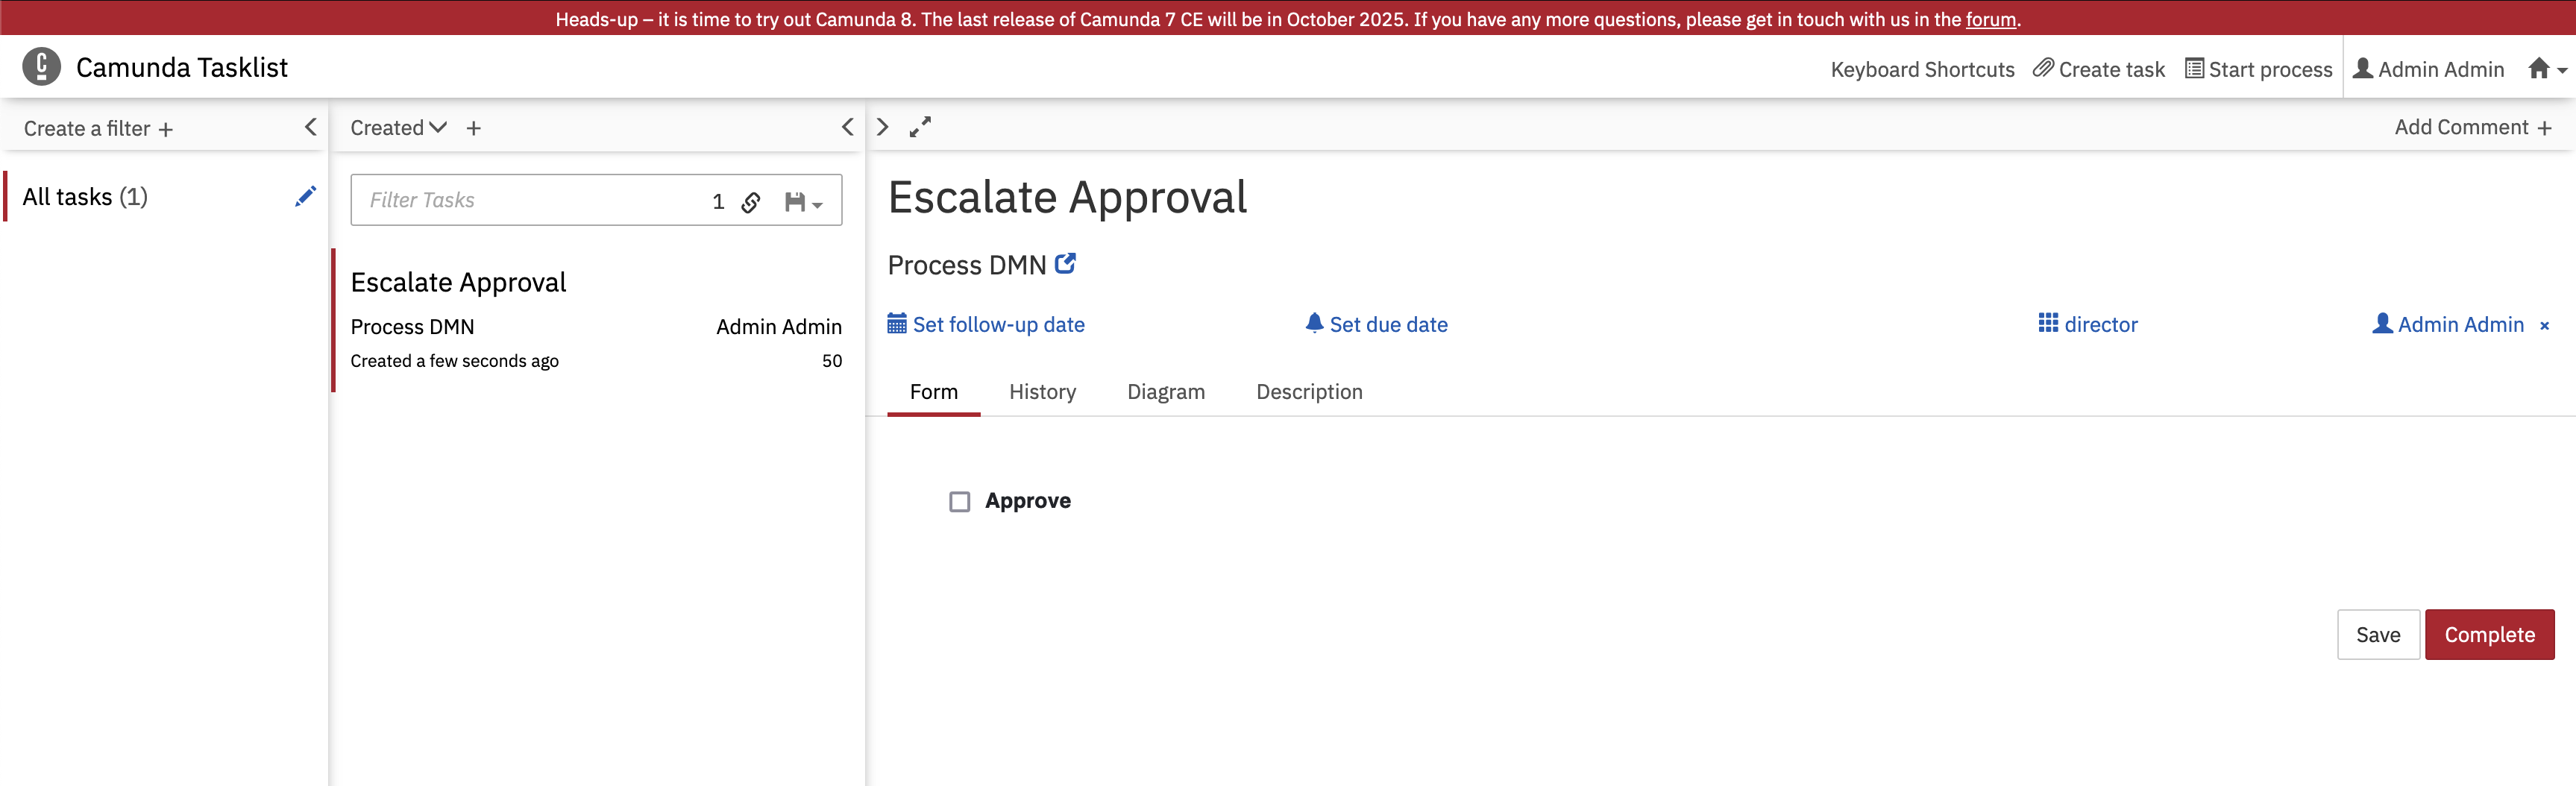 Heads-up – it is time to try out Camunda 8. The last release of Camunda 7 CE will be in October 2025. If you have any more questions, please get in touch with us in the forum.
Camunda Tasklist
Keyboard Shortcuts Create task Start process Admin Admin
Create a filter +
Created +
Add Comment +
All tasks (1)
Filter Tasks 1
Escalate Approval
Process DMN Admin Admin
Created a few seconds ago 50
Escalate Approval
Process DMN
Set follow-up date Set due date director Admin Admin ×
Form History Diagram Description
Approve
Save Complete